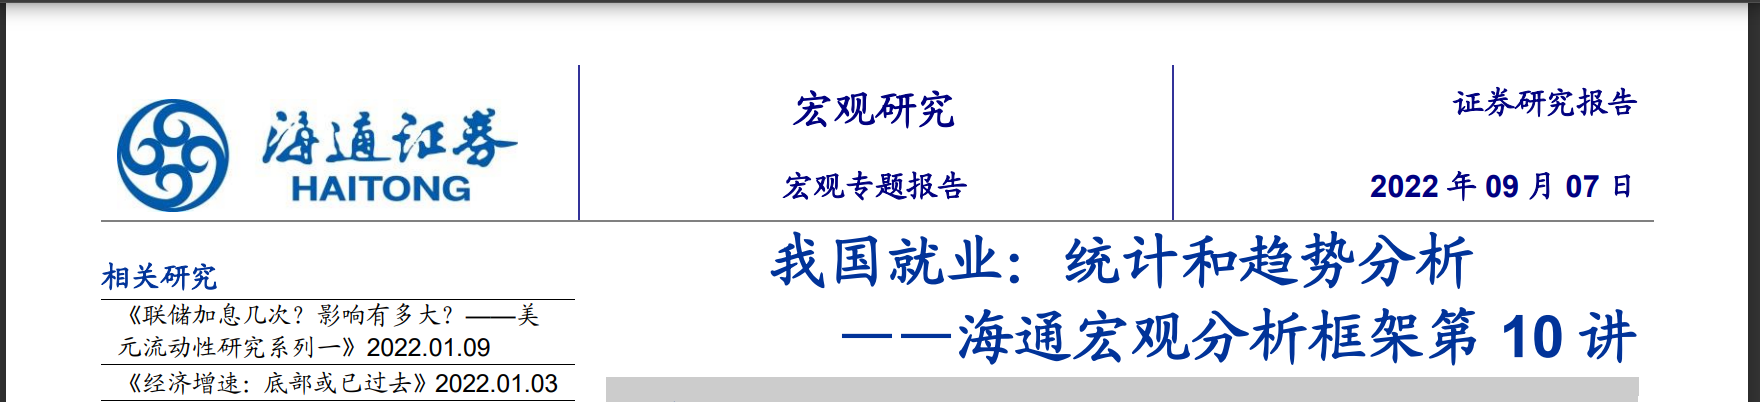 海通证券
HAITONG
宏观研究
宏观专题报告
证券研究报告
2022 年 09 月 07 日
我国就业：统计和趋势分析
——海通宏观分析框架第 10 讲
相关研究
《联储加息几次？影响有多大？——美
元流动性研究系列一》2022.01.09
《经济增速：底部或已过去》2022.01.03